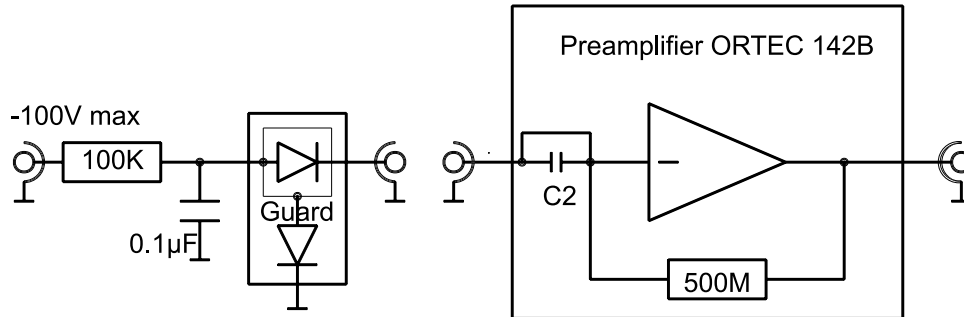 Preamplifier ORTEC 142B
-100V max
100K
C2
Guard
0.1µF
500M